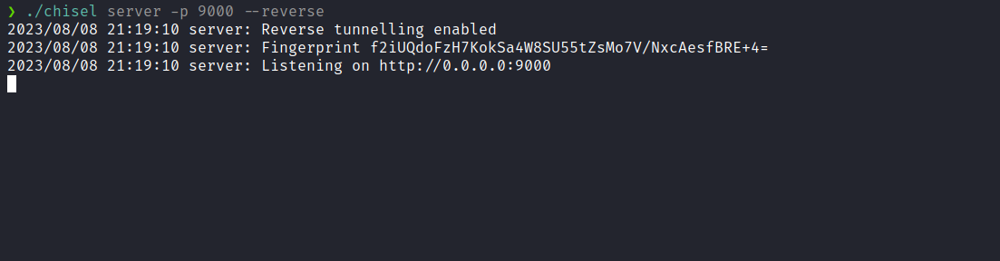 ❯ ./chisel server -p 9000 --reverse
2023/08/08 21:19:10 server: Reverse tunnelling enabled
2023/08/08 21:19:10 server: Fingerprint f2iUQdoFzH7KokSa4W8SU55tZsMo7V/NxcAesfBRE+4=
2023/08/08 21:19:10 server: Listening on http://0.0.0.0:9000